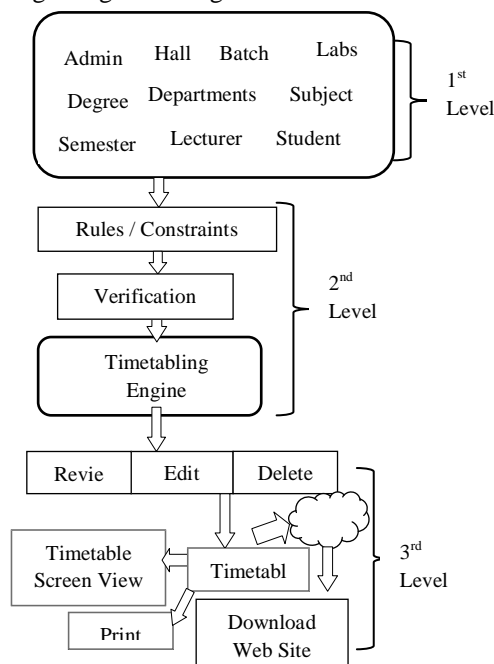 Admin Hall Batch Labs
Degree Departments Subject
Semester Lecturer Student
1st
Level
Rules / Constraints
Verification
Timetabling
Engine
2nd
Level
Revie Edit Delete
Timetable
Screen View
Timetabl
Print
Download
Web Site
3rd
Level